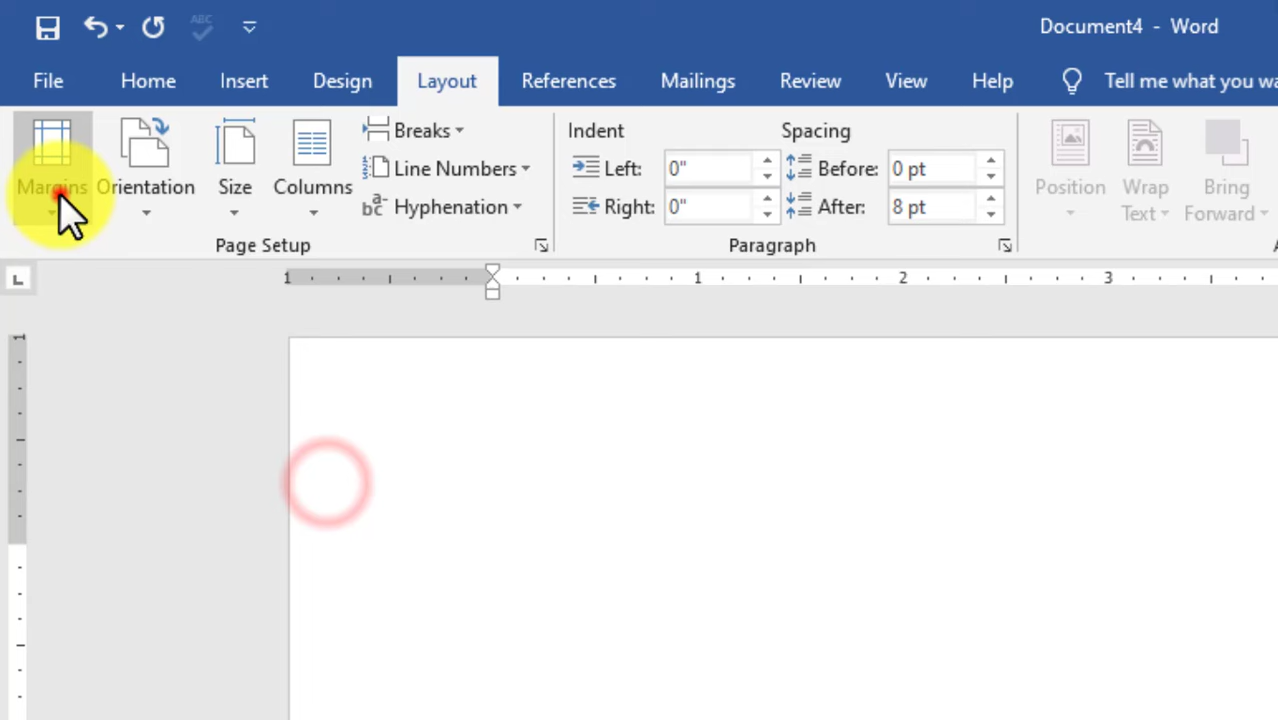 ABC
Document4 - Word
File Home Insert Design Layout References Mailings Review View Help Tell me what you
Margins Orientation Size Columns
Breaks
Line Numbers
Hyphenation
Page Setup
Indent
Left: 0"
Right: 0"
Spacing
Before: 0 pt
After: 8 pt
Paragraph
Position
Wrap
Text
Bring
Forward
1 1 2 3
1